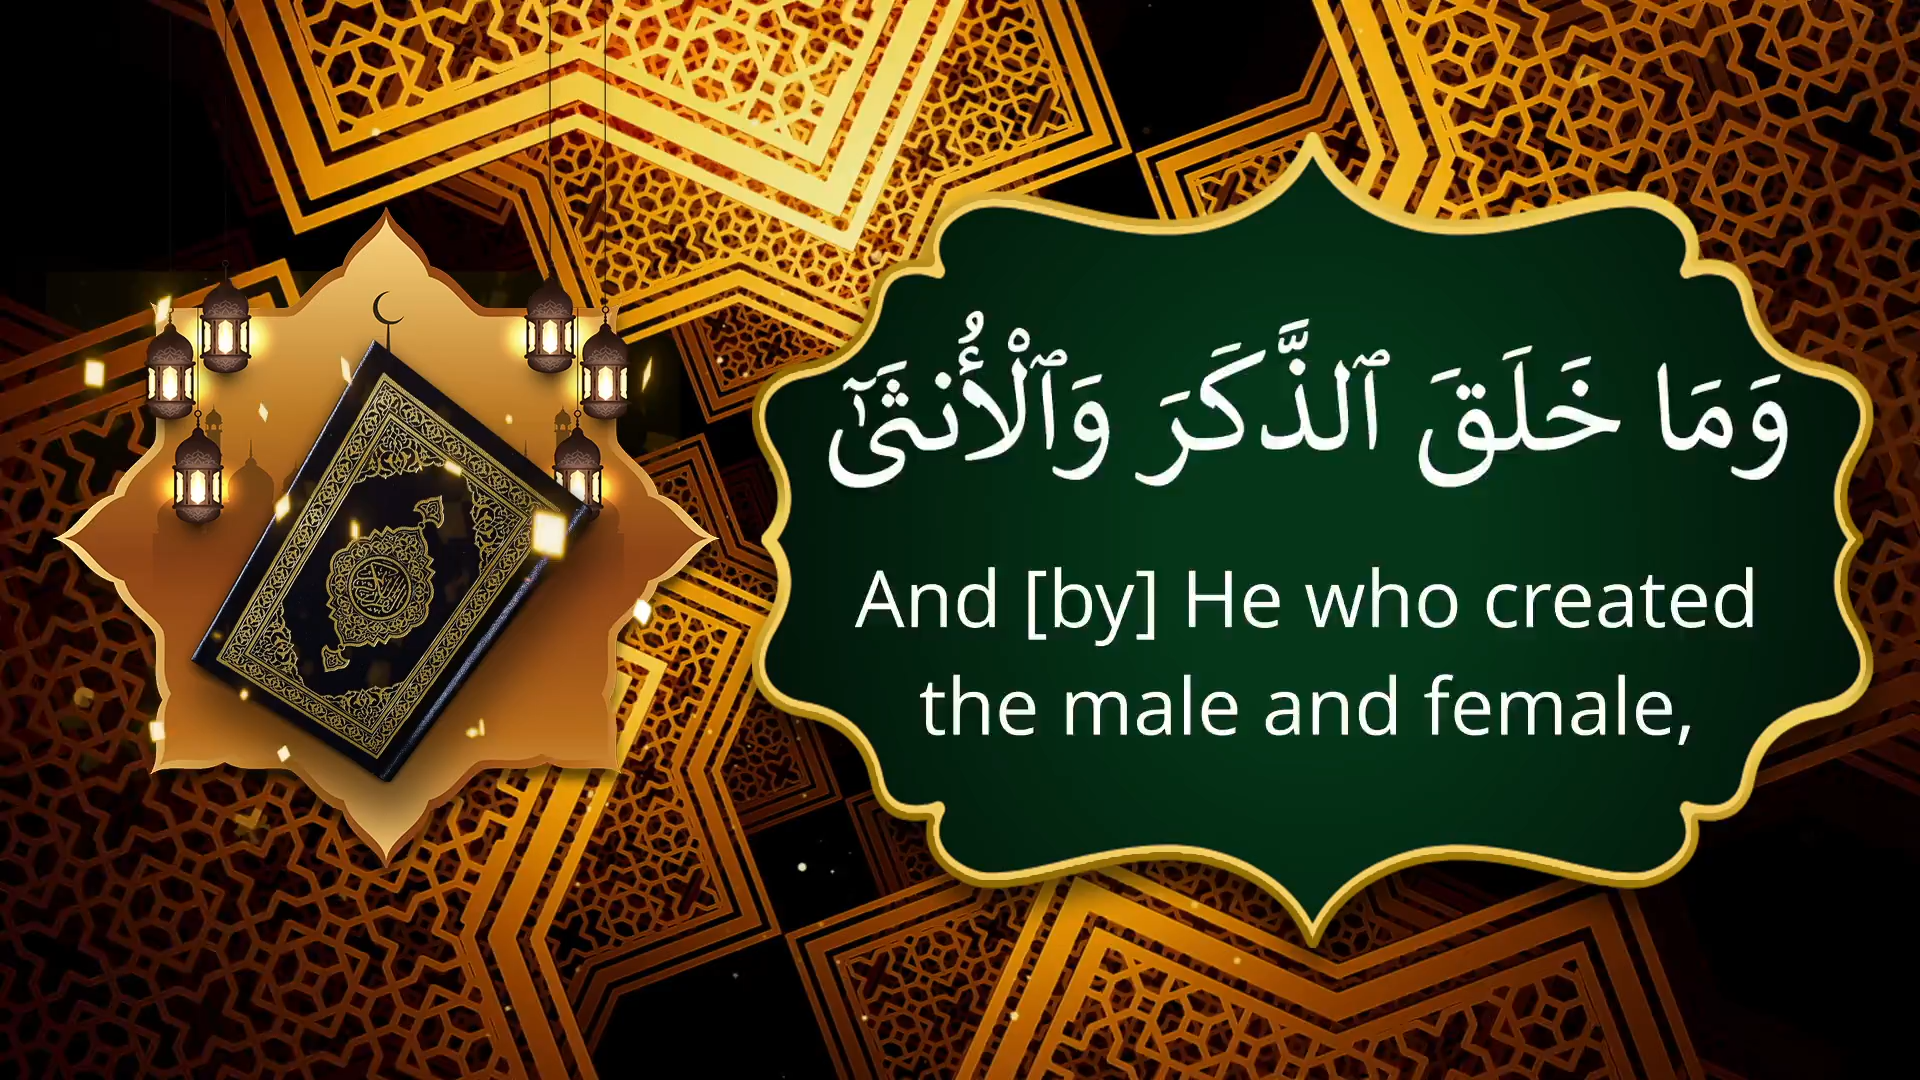 وَمَا خَلَقَ ٱلذَّكَرَ وَٱلْأُنثَىٰٓ
And [by] He who created
the male and female,